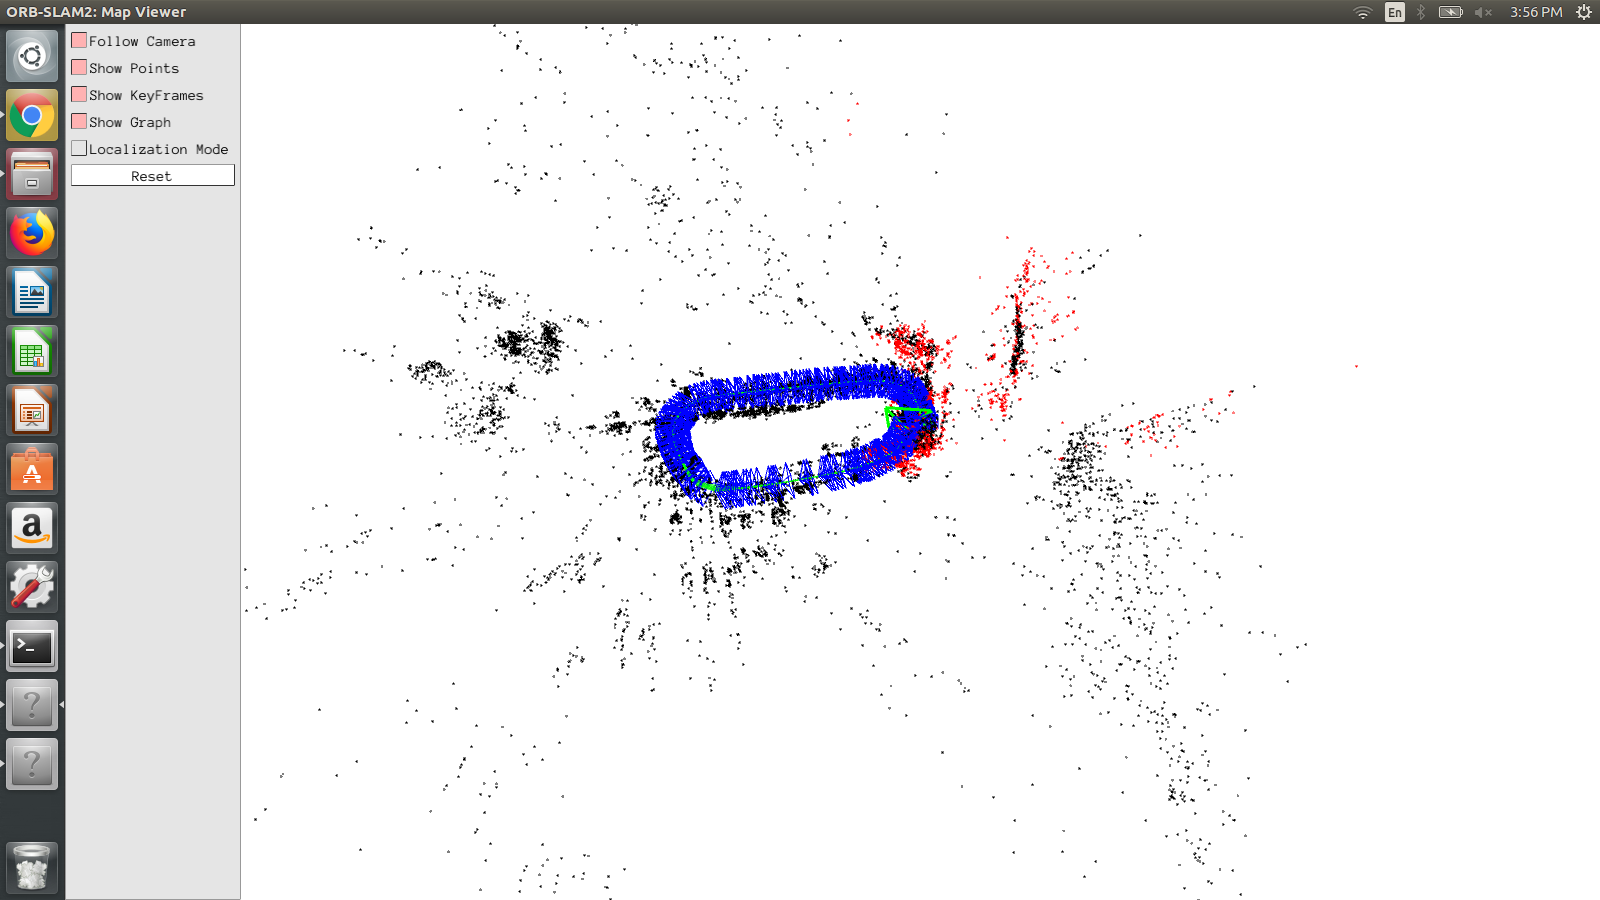 ORB-SLAM2: Map Viewer
En
3:56 PM
Follow Camera
Show Points
Show KeyFrames
Show Graph
Localization Mode
Reset
A
a
>_
?
?